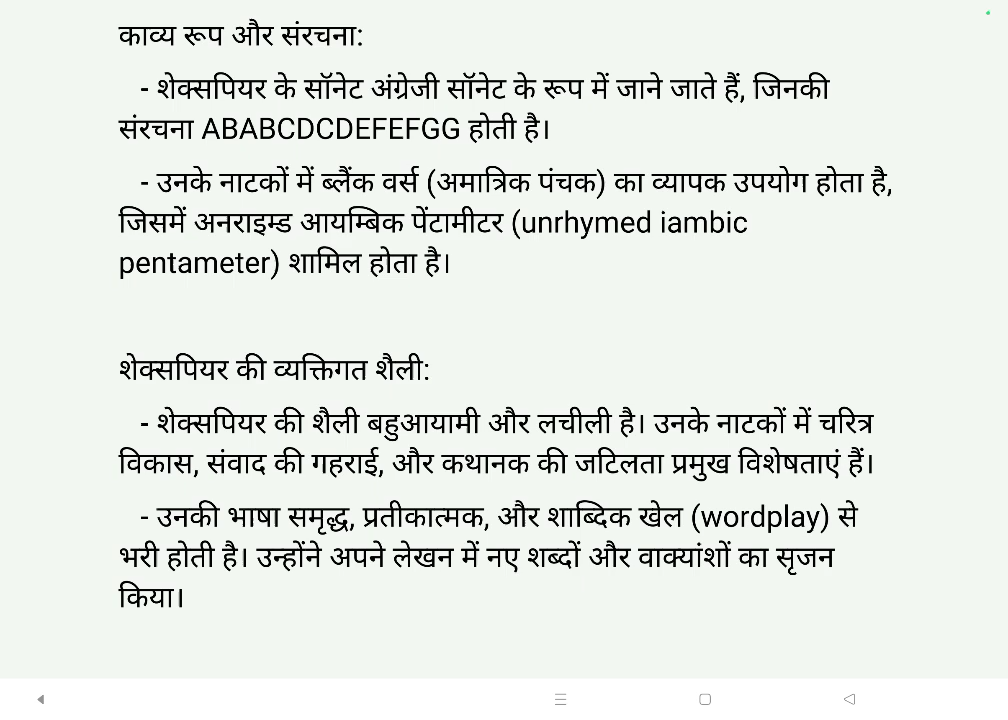 काव्य रूप और संरचना:
- शेक्सपियर के सॉनेट अंग्रेजी सॉनेट के रूप में जाने जाते हैं, जिनकी
संरचना ABABCDCDEFEFGG होती है।
- उनके नाटकों में ब्लैंक वर्स (अमात्रिक पंचक) का व्यापक उपयोग होता है,
जिसमें अनराइम्ड आयम्बिक पेंटामीटर (unrhymed iambic
pentameter) शामिल होता है।
शेक्सपियर की व्यक्तिगत शैली:
- शेक्सपियर की शैली बहुआयामी और लचीली है। उनके नाटकों में चरित्र
विकास, संवाद की गहराई, और कथानक की जटिलता प्रमुख विशेषताएं हैं।
- उनकी भाषा समृद्ध, प्रतीकात्मक, और शाब्दिक खेल (wordplay) से
भरी होती है। उन्होंने अपने लेखन में नए शब्दों और वाक्यांशों का सृजन
किया।